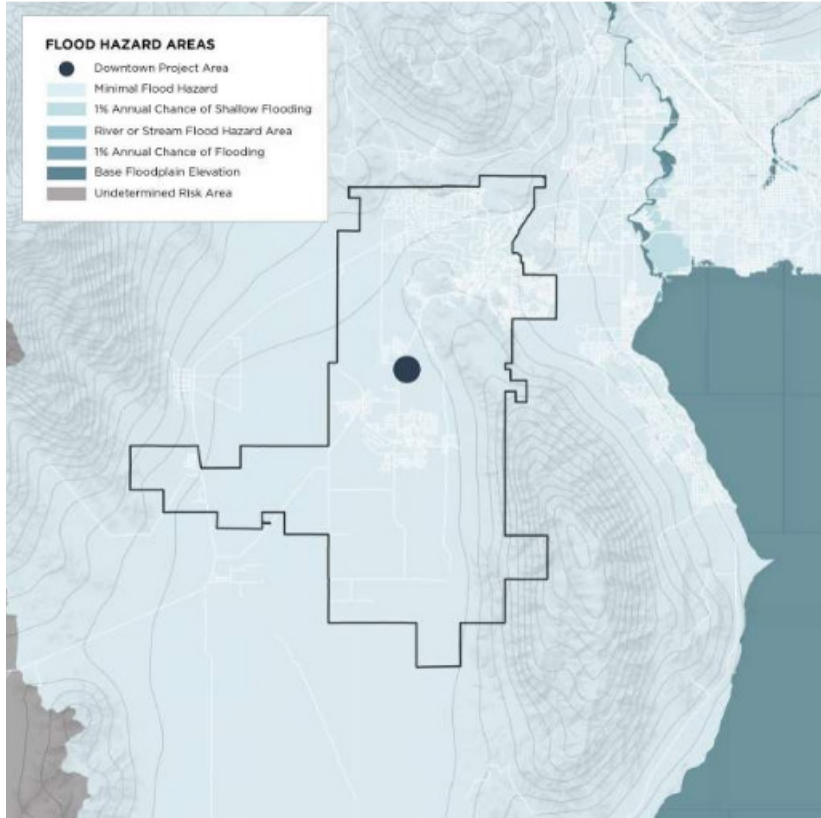 FLOOD HAZARD AREAS
Downtown Project Area
Minimal Flood Hazard
1% Annual Chance of Shallow Flooding
River or Stream Flood Hazard Area
1% Annual Chance of Flooding
Base Floodplain Elevation
Undetermined Risk Area